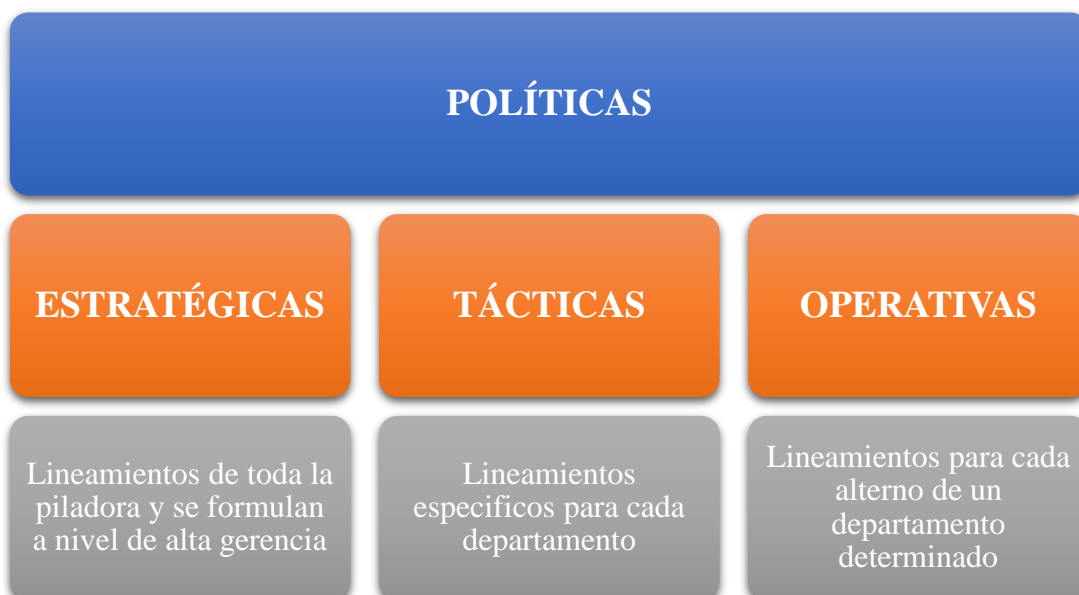 POLÍTICAS
ESTRATÉGICAS
TÁCTICAS
OPERATIVAS
Lineamientos de toda la
piladora y se formulan
a nivel de alta gerencia
Lineamientos
especificos para cada
departamento
Lineamientos para cada
alterno de un
departamento
determinado